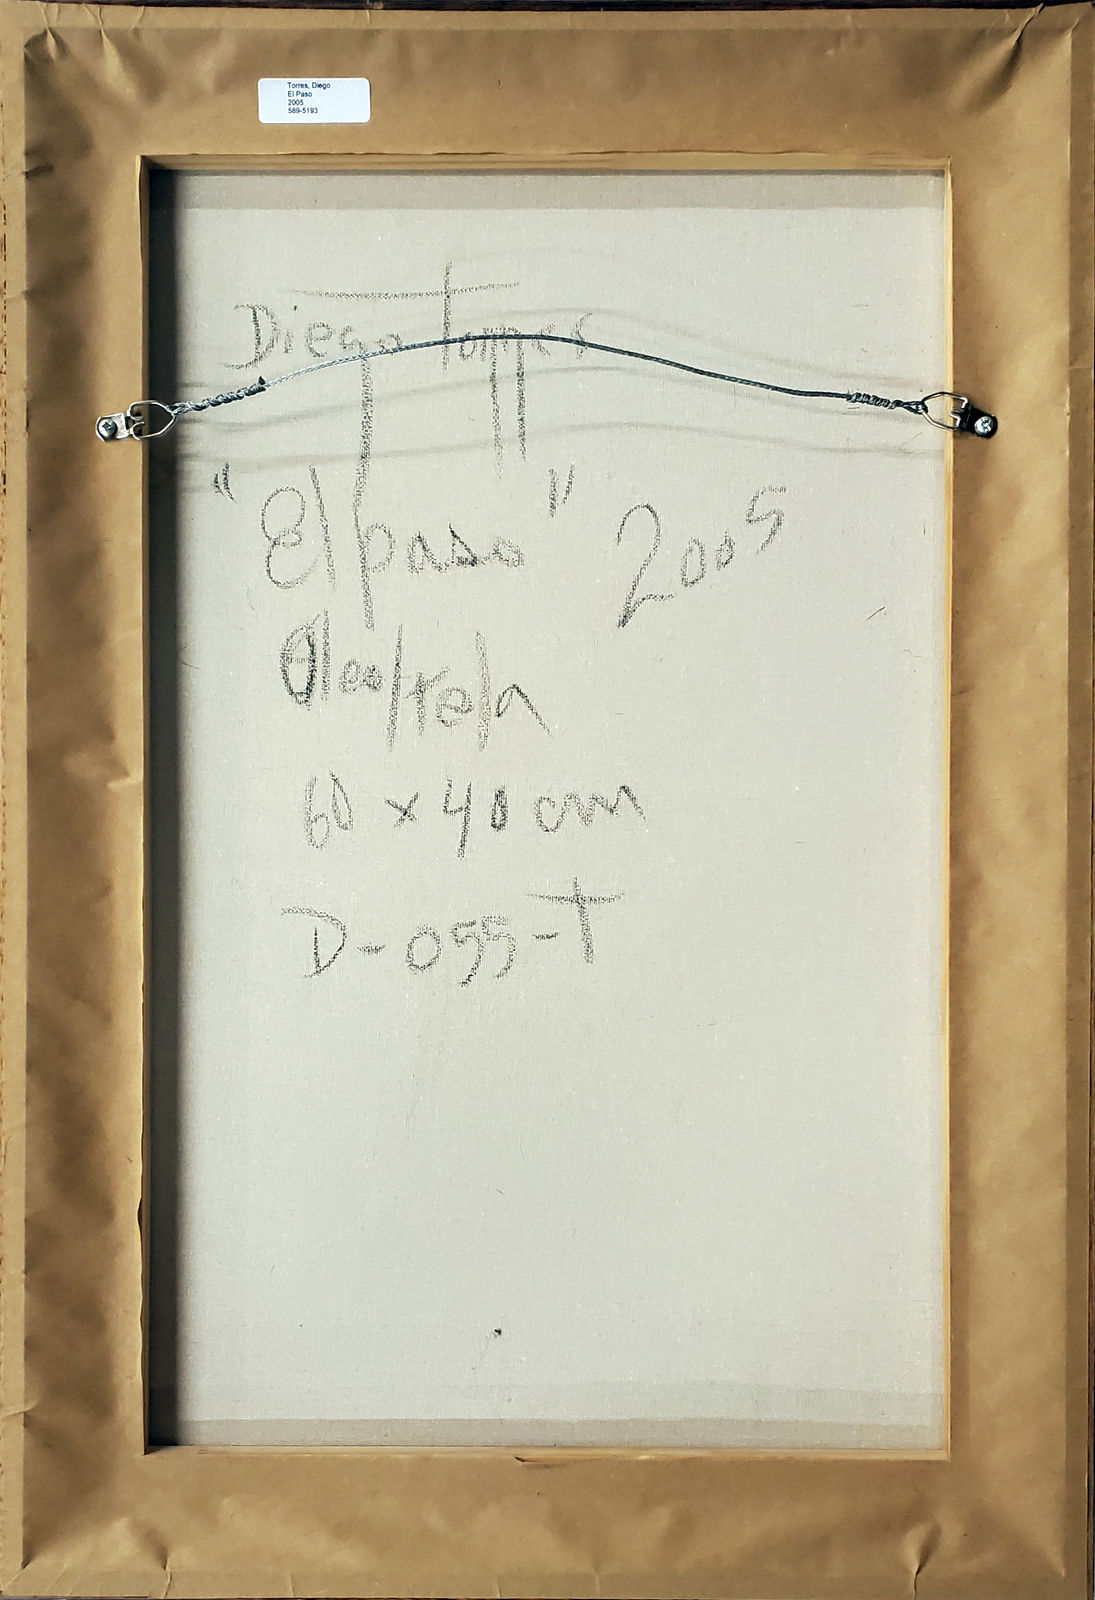 Torres, Diego
El Paso
2005
589-5193
Diego Torres
"El paso" 2005
Oleo/tela
60 x 40 cm
D-055-T